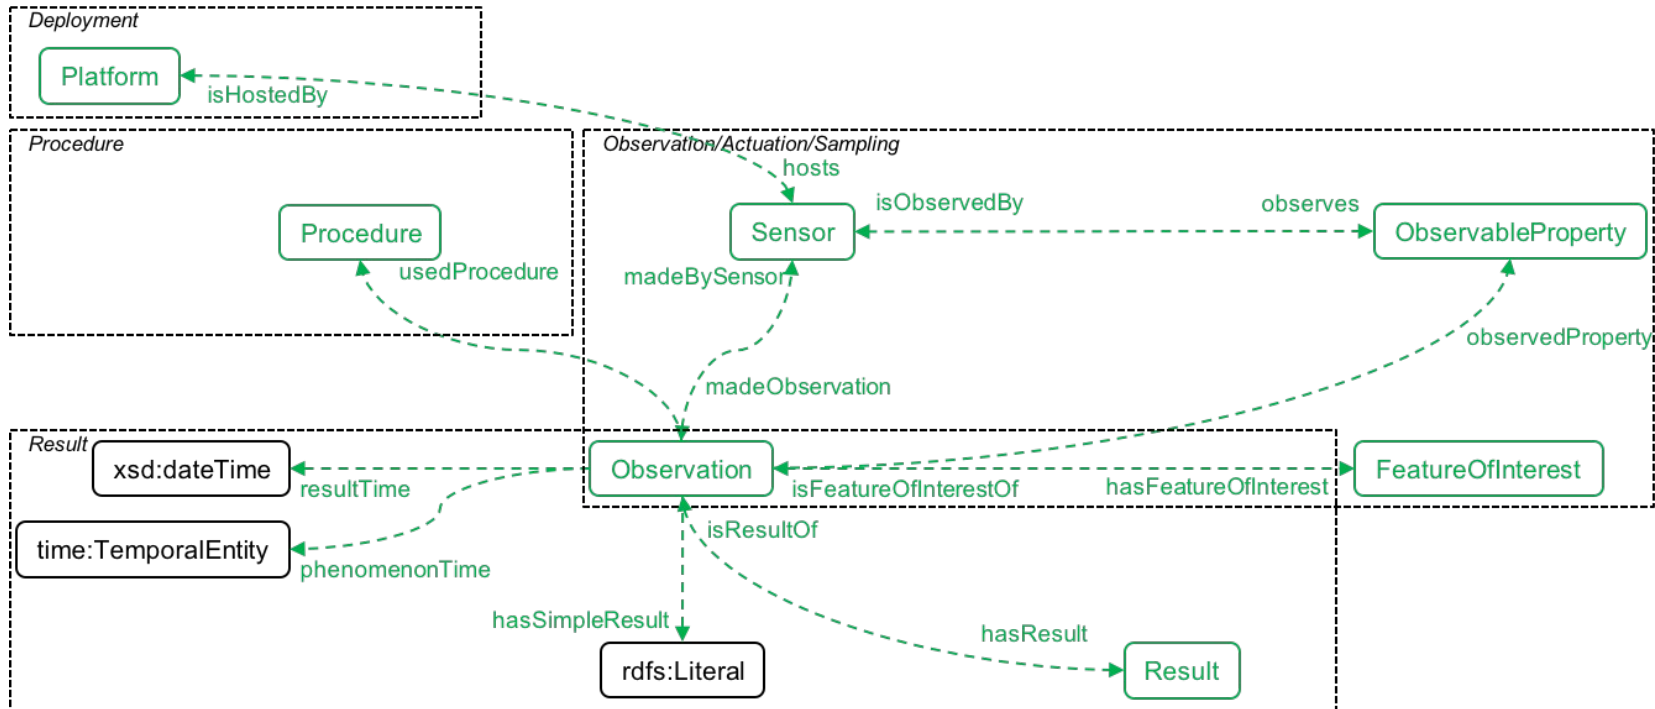 Deployment
Platform
isHostedBy
Procedure
Observation/Actuation/Sampling
hosts
Procedure
usedProcedure
Sensor
isObservedBy
observes
ObservableProperty
madeBySensor
observedProperty
madeObservation
Result
xsd:dateTime
resultTime
Observation
isFeatureOfInterestOf
hasFeatureOfInterest
FeatureOfInterest
time:TemporalEntity
phenomenonTime
isResultOf
hasSimpleResult
hasResult
rdfs:Literal
Result